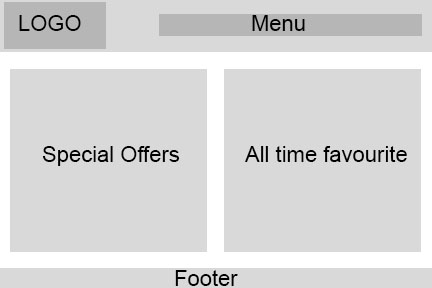 LOGO
Menu
Special Offers
All time favourite
Footer